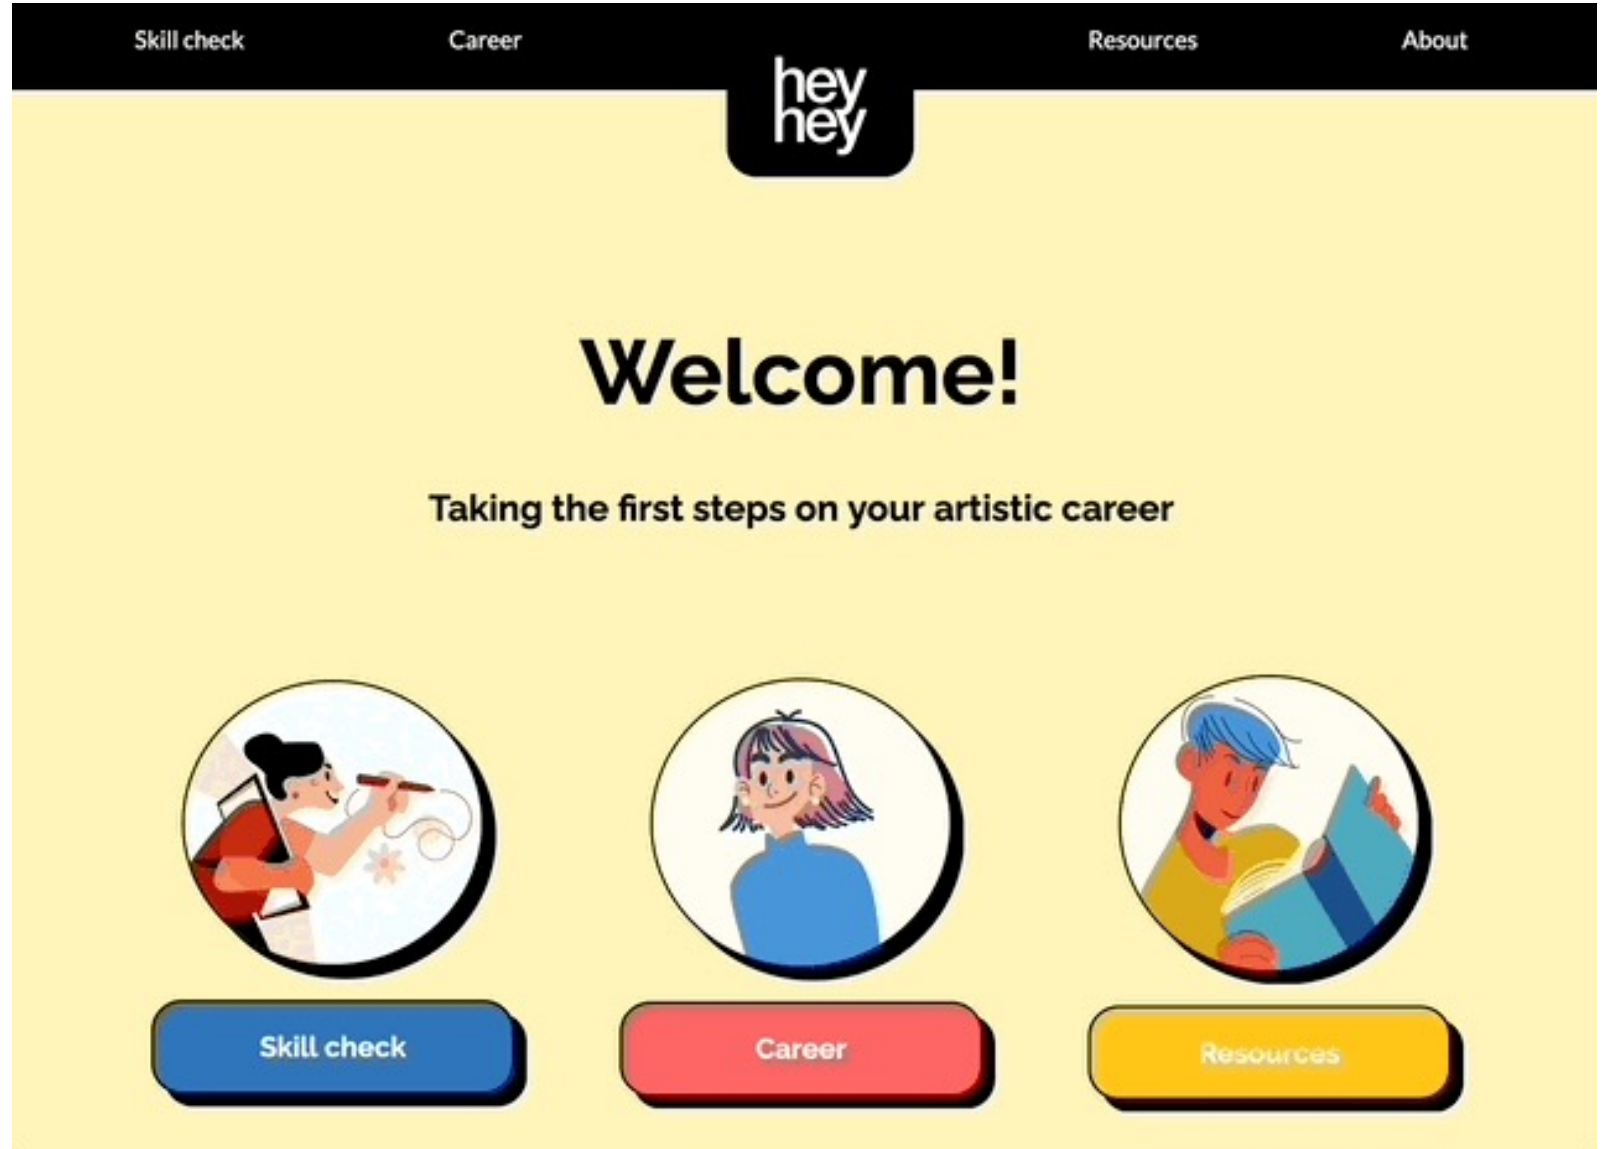 Skill check
Career
hey
hey
Resources
About
Welcome!
Taking the first steps on your artistic career
Skill check
Career
Resources